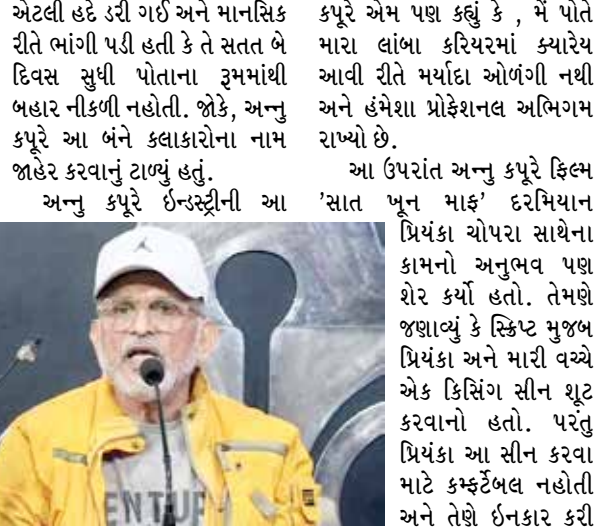 એટલી હદે ડરી ગઈ અને માનસિક
રીતે ભાંગી પડી હતી કે તે સતત બે
દિવસ સુધી પોતાના રૂમમાંથી
બહાર નીકળી નહોતી. જોકે, અન્નુ
કપૂરે આ બંને કલાકારોના નામ
જાહેર કરવાનું ટાળ્યું હતું.
અન્નુ કપૂરે ઇન્ડસ્ટ્રીની આ
કપૂરે એમ પણ કહ્યું કે , મેં પોતે
મારા લાંબા કરિયરમાં ક્યારેય
આવી રીતે મર્યાદા ઓળંગી નથી
અને હંમેશા પ્રોફેશનલ અભિગમ
રાખ્યો છે.
આ ઉપરાંત અન્નુ કપૂરે ફિલ્મ
'સાત ખૂન માફ' દરમિયાન
પ્રિયંકા ચોપરા સાથેના
કામનો અનુભવ પણ
શેર કર્યો હતો. તેમણે
જણાવ્યું કે સ્ક્રિપ્ટ મુજબ
પ્રિયંકા અને મારી વચ્ચે
એક કિસિંગ સીન શૂટ
કરવાનો હતો. પરંતુ
પ્રિયંકા આ સીન કરવા
માટે કમ્ફર્ટેબલ નહોતી
અને તેણે ઇનકાર કરી